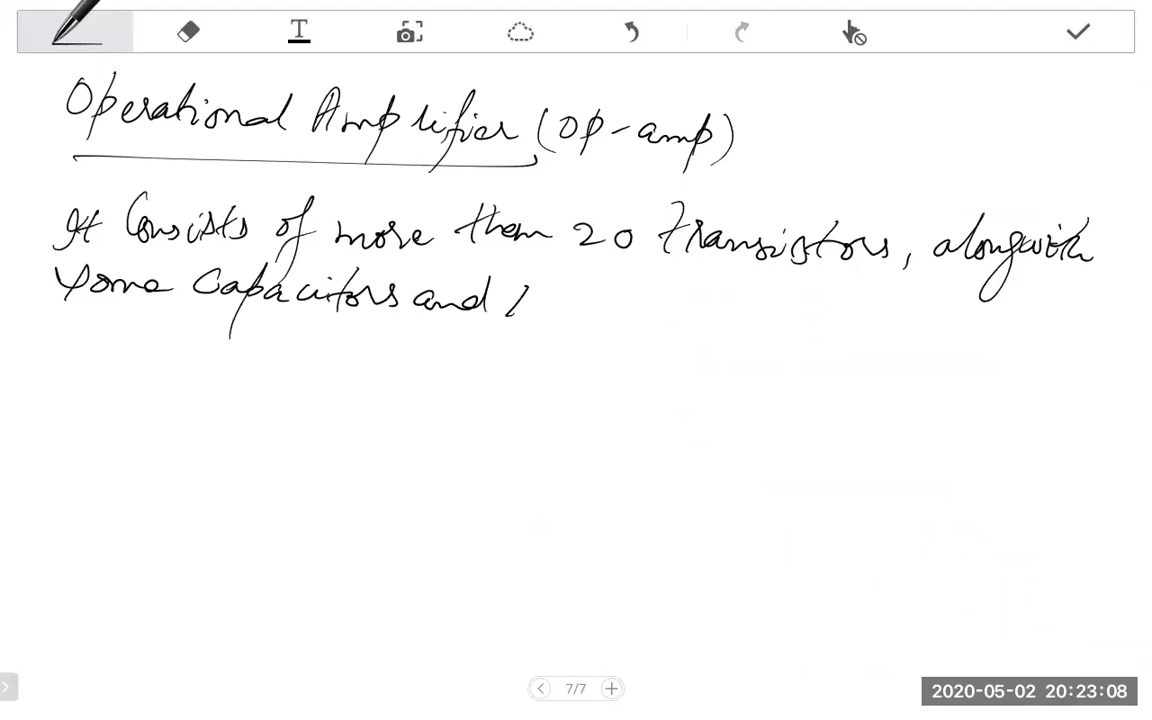 T
Operational Amplifier (OP-amp)
It Consists of more then 20 Transistors, alongwith
some Capacitors and
7/7
2020-05-02 20:23:08